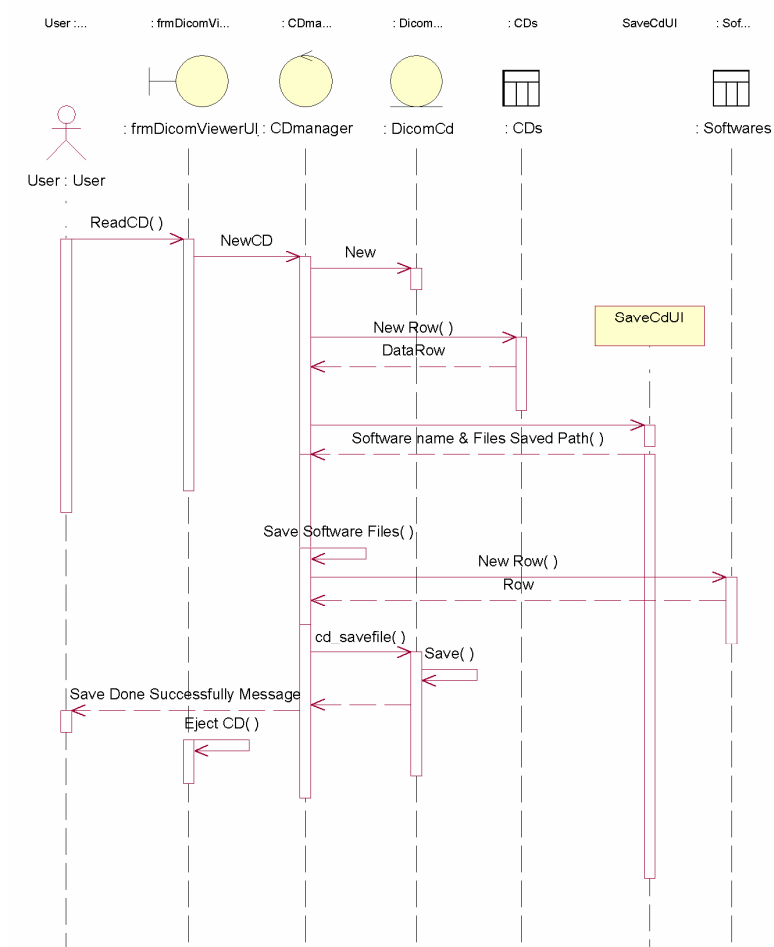 User :...
: frmDicomVi...
: CDma...
: Dicom...
: CDs
SaveCdUI
: Sof...
: frmDicomViewerUI
: CDmanager
: DicomCd
: CDs
: Softwares
User : User
ReadCD( )
NewCD
New
SaveCdUI
New Row( )
DataRow
Software name & Files Saved Path( )
Save Software Files( )
New Row( )
Row
cd_savefile( )
Save( )
Save Done Successfully Message
Eject CD( )